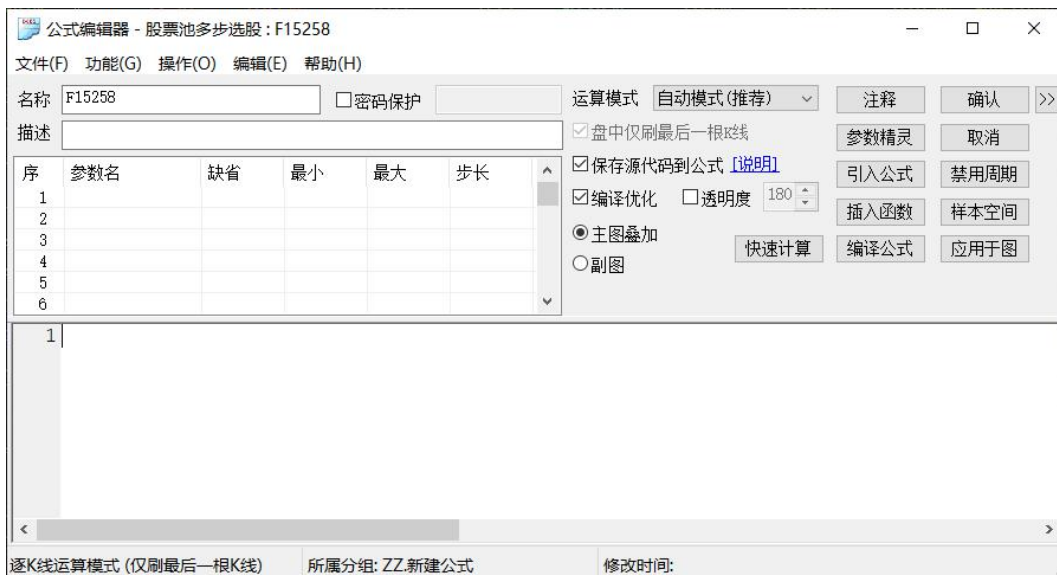 公式编辑器 - 股票池多步选股 : F15258
文件(F) 功能(G) 操作(O) 编辑(E) 帮助(H)
名称 F15258 密码保护 运算模式 自动模式(推荐) 注释 确认 >>
描述 盘中仅刷最后一根K线 参数精灵 取消
序 参数名 缺省 最小 最大 步长 保存源代码到公式 [说明] 引入公式 禁用周期
1 编译优化 透明度 180 插入函数 样本空间
2
3 主图叠加 快速计算 编译公式 应用于图
4 副图
5
6
1
逐K线运算模式 (仅刷最后一根K线) 所属分组: ZZ.新建公式 修改时间: